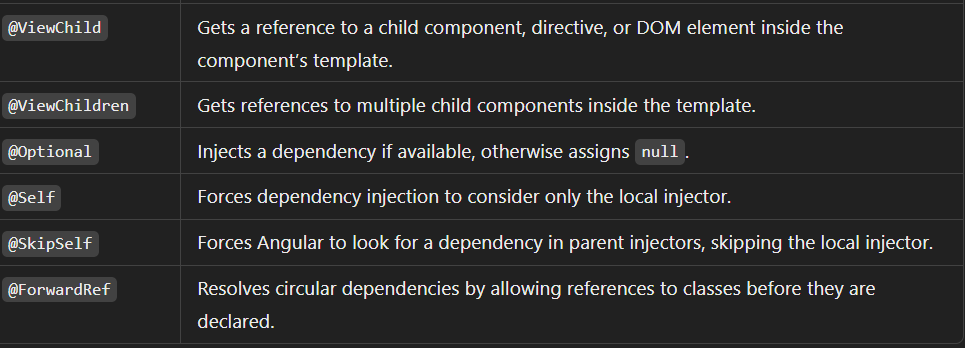 @ViewChild Gets a reference to a child component, directive, or DOM element inside the
component’s template.
@ViewChildren Gets references to multiple child components inside the template.
@Optional Injects a dependency if available, otherwise assigns null.
@Self Forces dependency injection to consider only the local injector.
@SkipSelf Forces Angular to look for a dependency in parent injectors, skipping the local injector.
@ForwardRef Resolves circular dependencies by allowing references to classes before they are
declared.